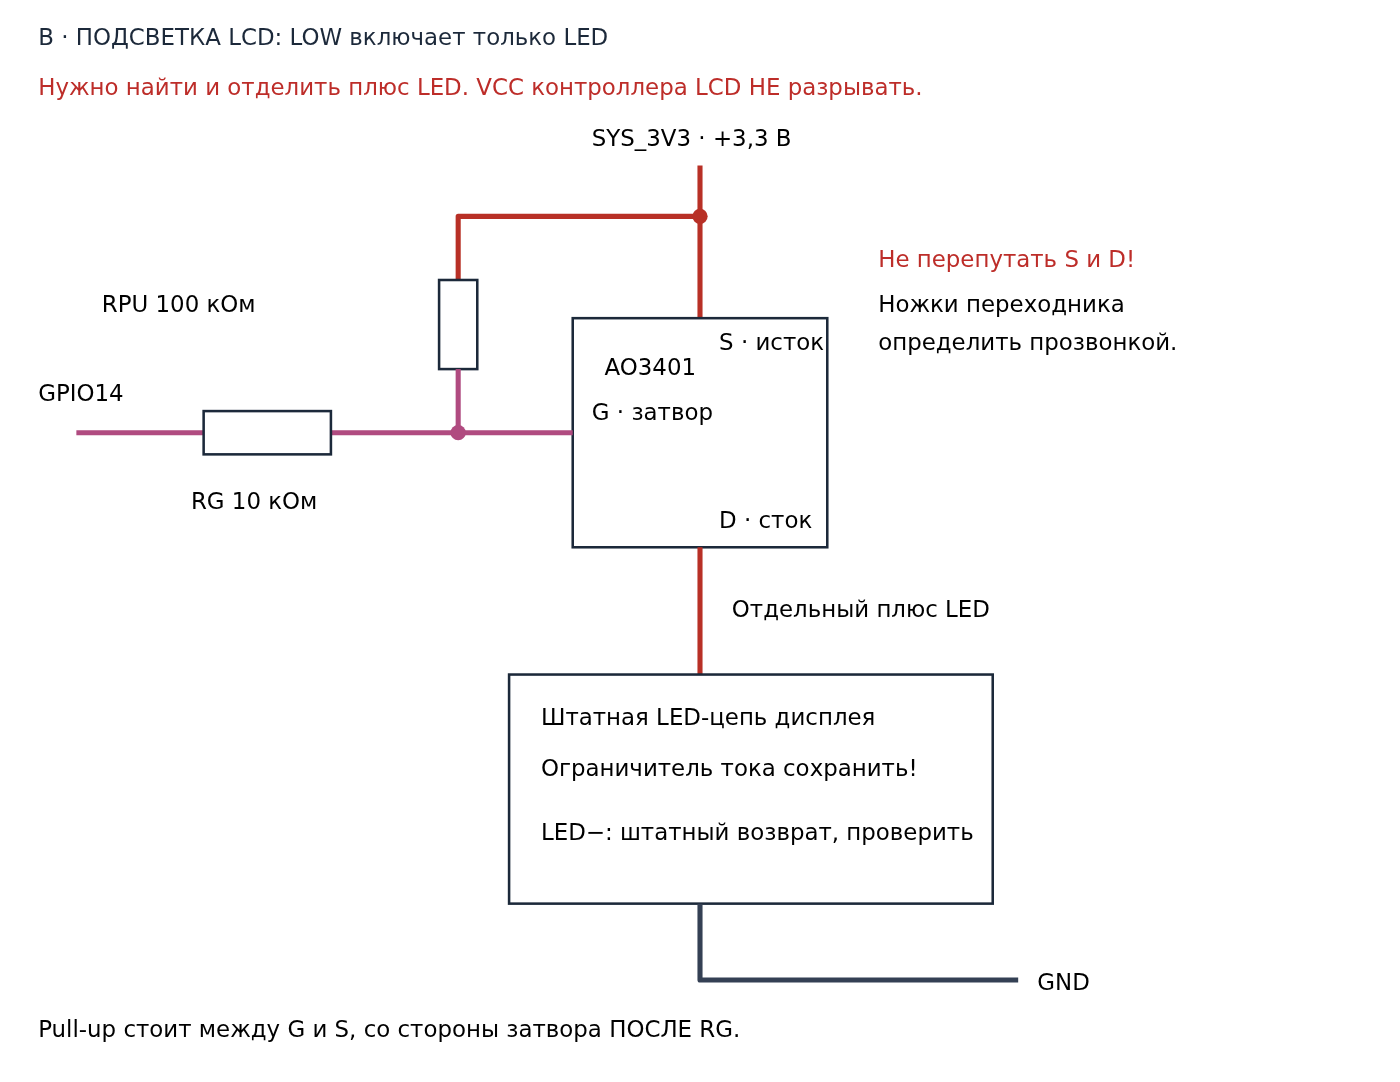 B · ПОДСВЕТКА LCD: LOW включает только LED
Нужно найти и отделить плюс LED. VCC контроллера LCD НЕ разрывать.
SYS_3V3 · +3,3 В
Не перепутать S и D!
RPU 100 кОм
Ножки переходника
S · исток
определить прозвонкой.
AO3401
GPIO14
G · затвор
RG 10 кОм
D · сток
Отдельный плюс LED
Штатная LED-цепь дисплея
Ограничитель тока сохранить!
LED−: штатный возврат, проверить
GND
Pull-up стоит между G и S, со стороны затвора ПОСЛЕ RG.